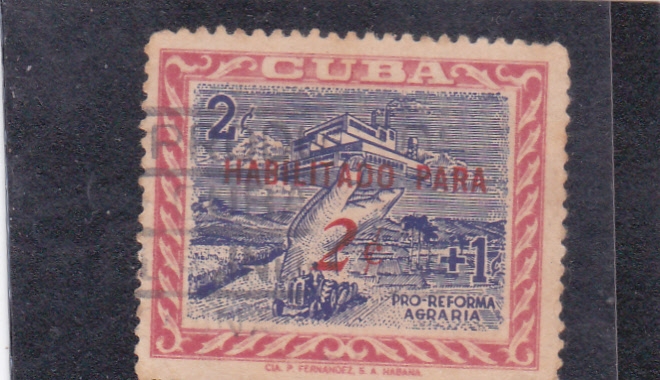 CUBA
2¢
HABILITADO PARA
2¢
+1¢
PRO-REFORMA
AGRARIA
CIA. P. FERNANDEZ, S. A. HABANA.